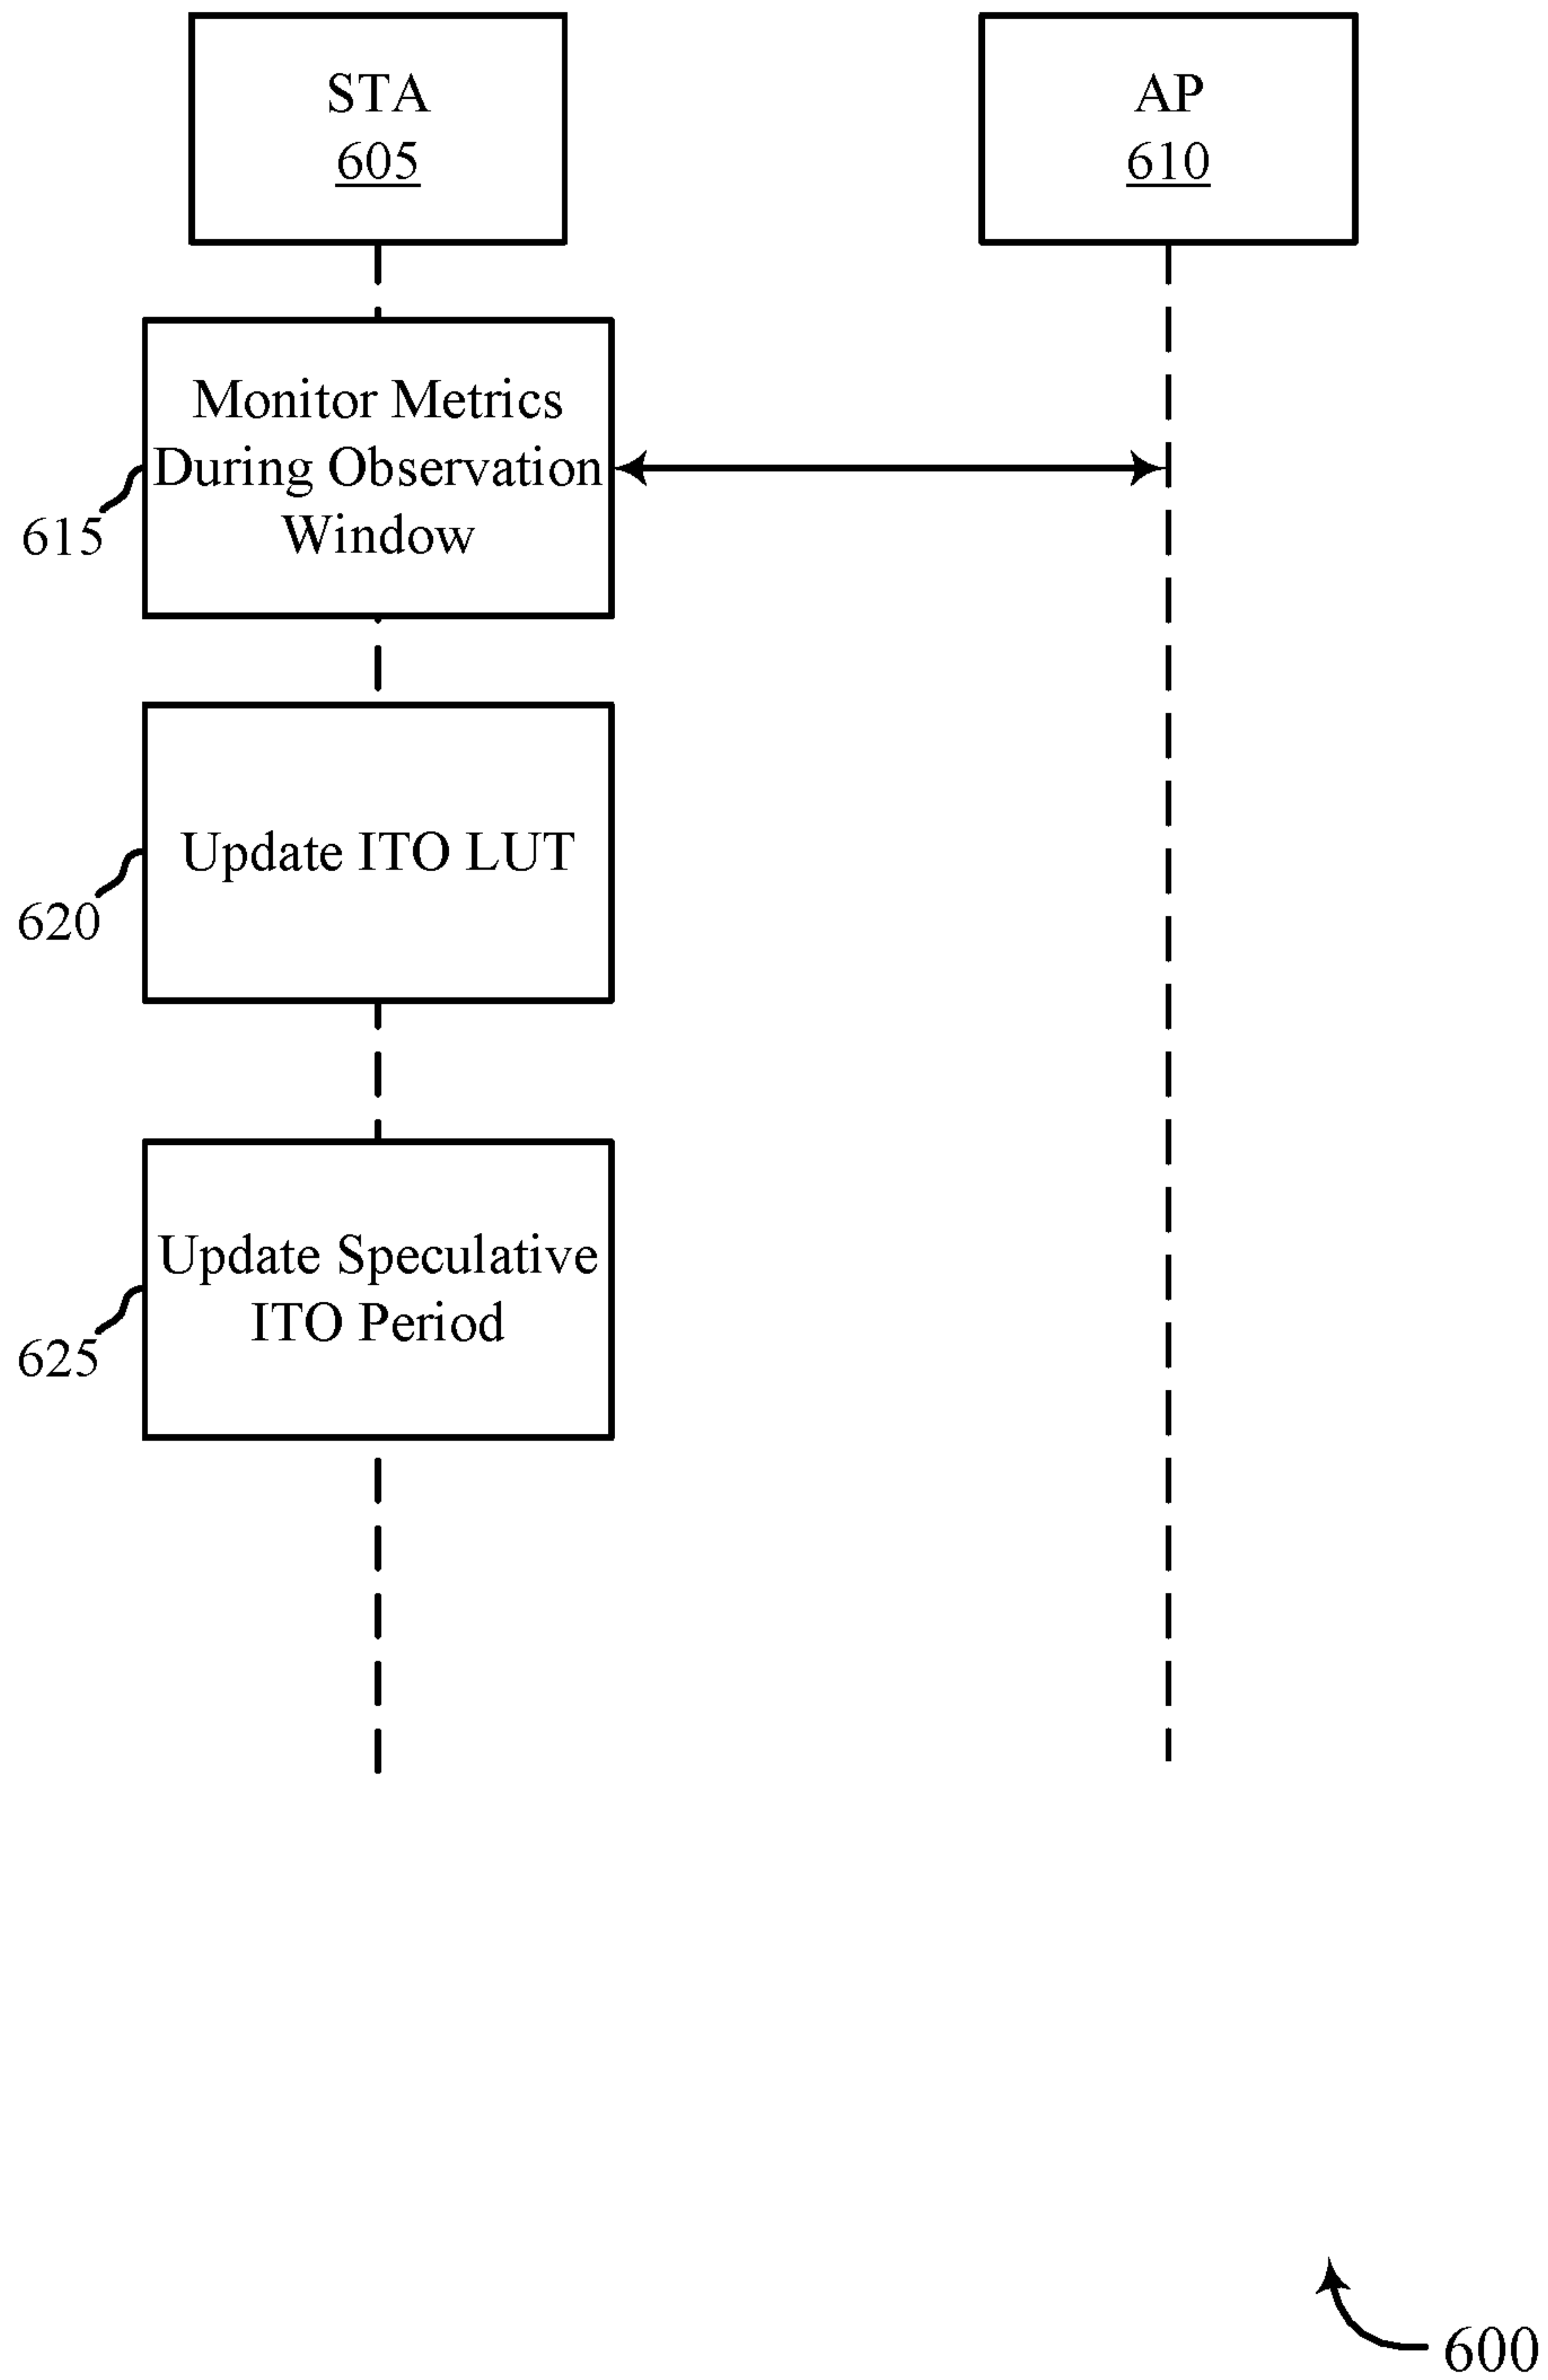 STA
605
AP
610
Monitor Metrics
During Observation
Window
615
Update ITO LUT
620
Update Speculative
ITO Period
625
600